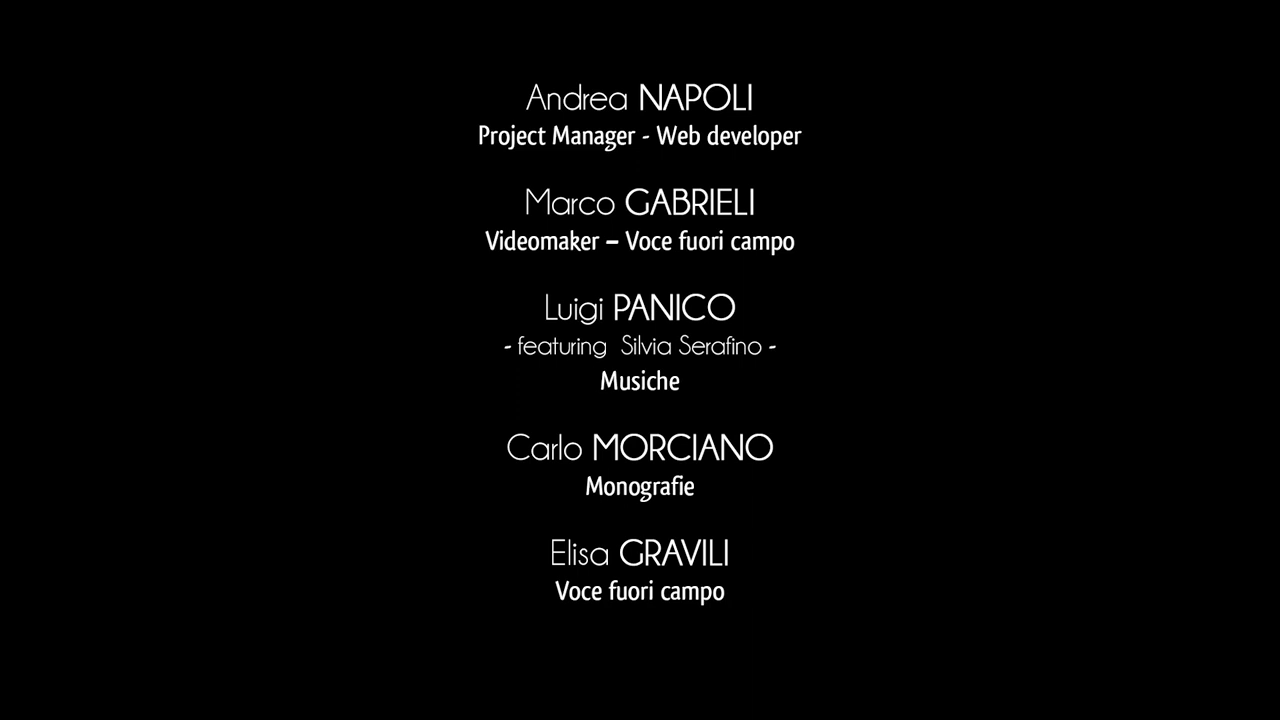 Andrea NAPOLI
Project Manager - Web developer
Marco GABRIELI
Videomaker – Voce fuori campo
Luigi PANICO
- featuring Silvia Serafino -
Musiche
Carlo MORCIANO
Monografie
Elisa GRAVILI
Voce fuori campo